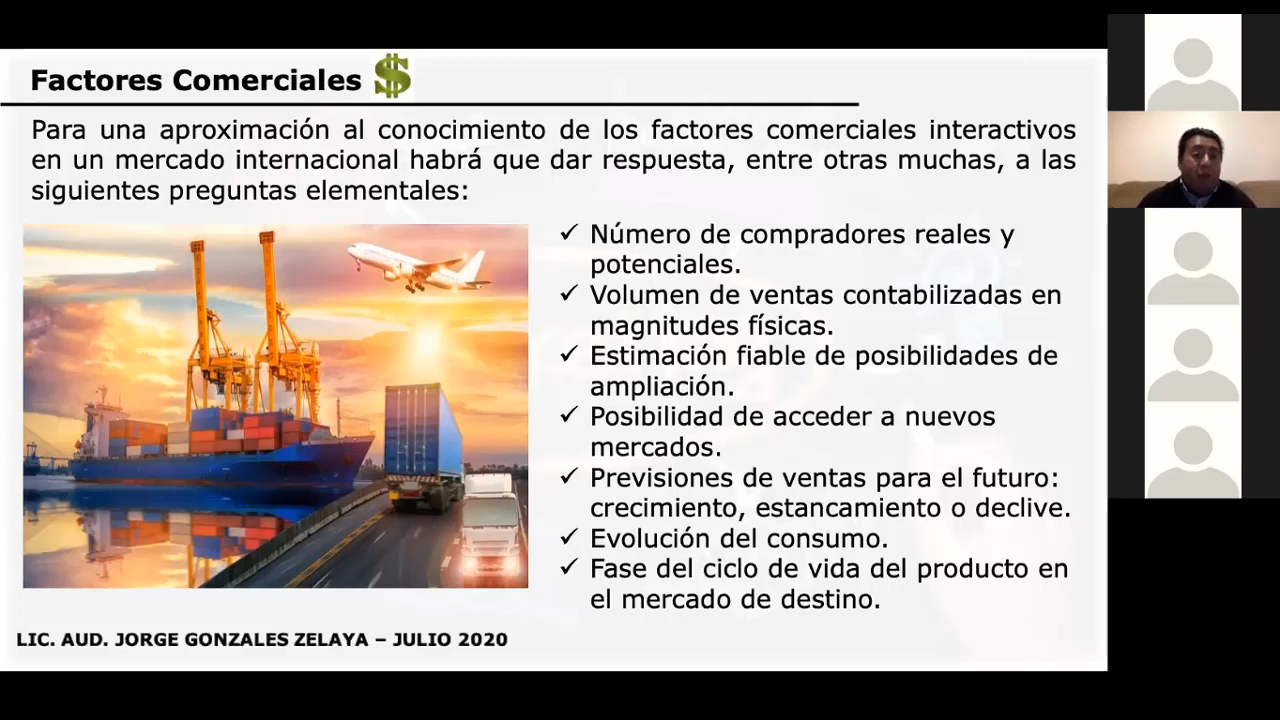 Factores Comerciales $
Para una aproximación al conocimiento de los factores comerciales interactivos
en un mercado internacional habrá que dar respuesta, entre otras muchas, a las
siguientes preguntas elementales:
✓ Número de compradores reales y
potenciales.
✓ Volumen de ventas contabilizadas en
magnitudes físicas.
✓ Estimación fiable de posibilidades de
ampliación.
✓ Posibilidad de acceder a nuevos
mercados.
✓ Previsiones de ventas para el futuro:
crecimiento, estancamiento o declive.
✓ Evolución del consumo.
✓ Fase del ciclo de vida del producto en
el mercado de destino.
LIC. AUD. JORGE GONZALES ZELAYA – JULIO 2020